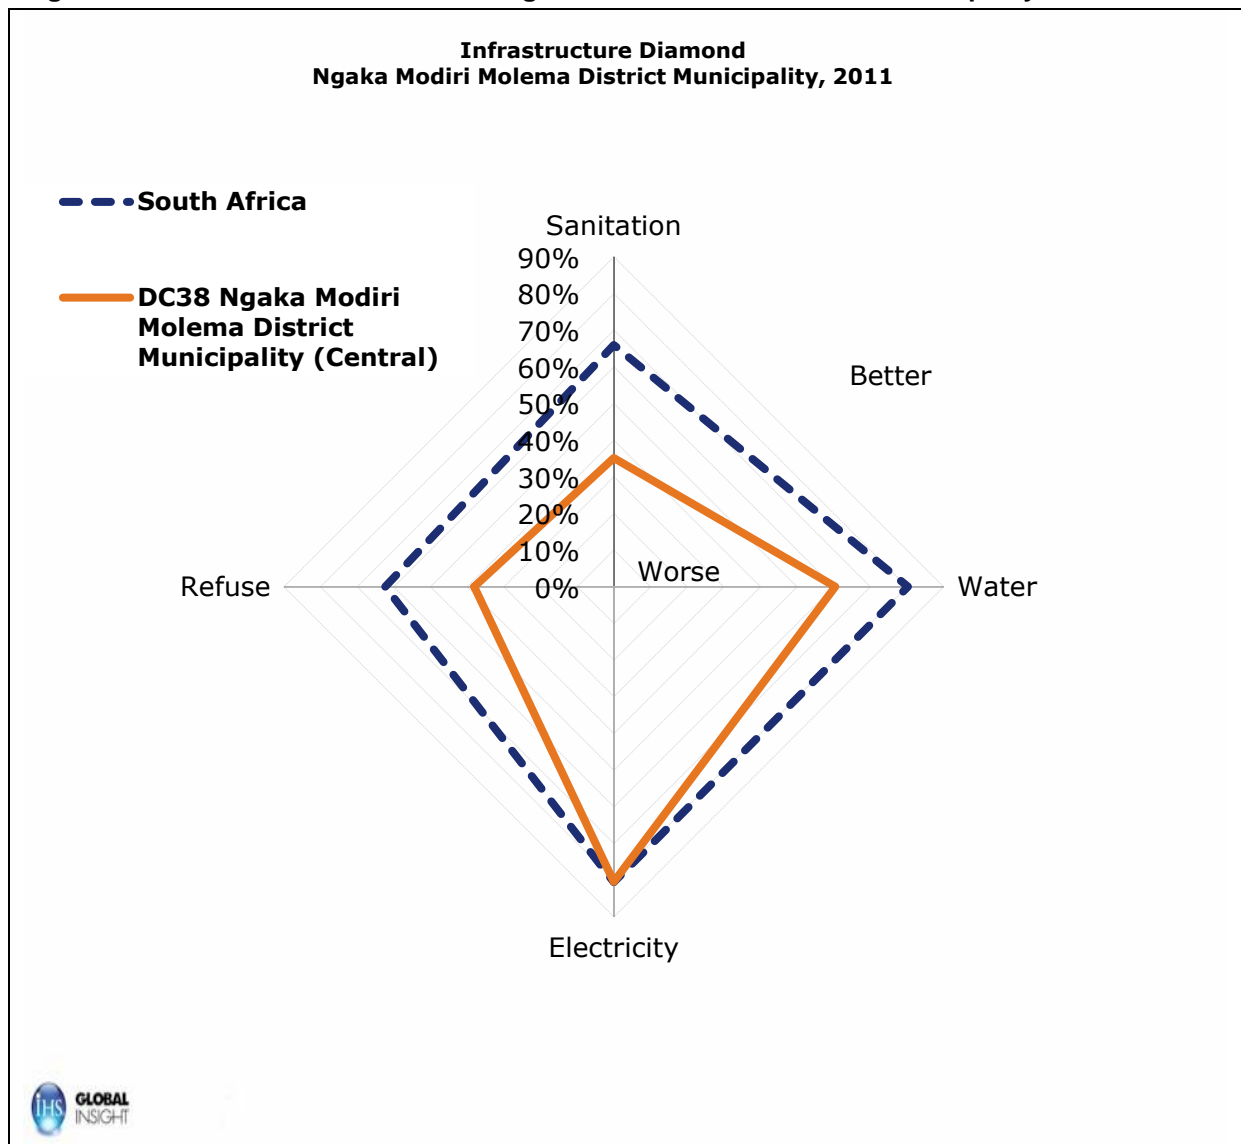 Infrastructure Diamond
Ngaka Modiri Molema District Municipality, 2011
South Africa
DC38 Ngaka Modiri
Molema District
Municipality (Central)
Sanitation
90%
80%
70%
60%
50%
40%
30%
20%
10%
0%
Better
Worse
Refuse
Water
Electricity
IHS
GLOBAL
INSIGHT